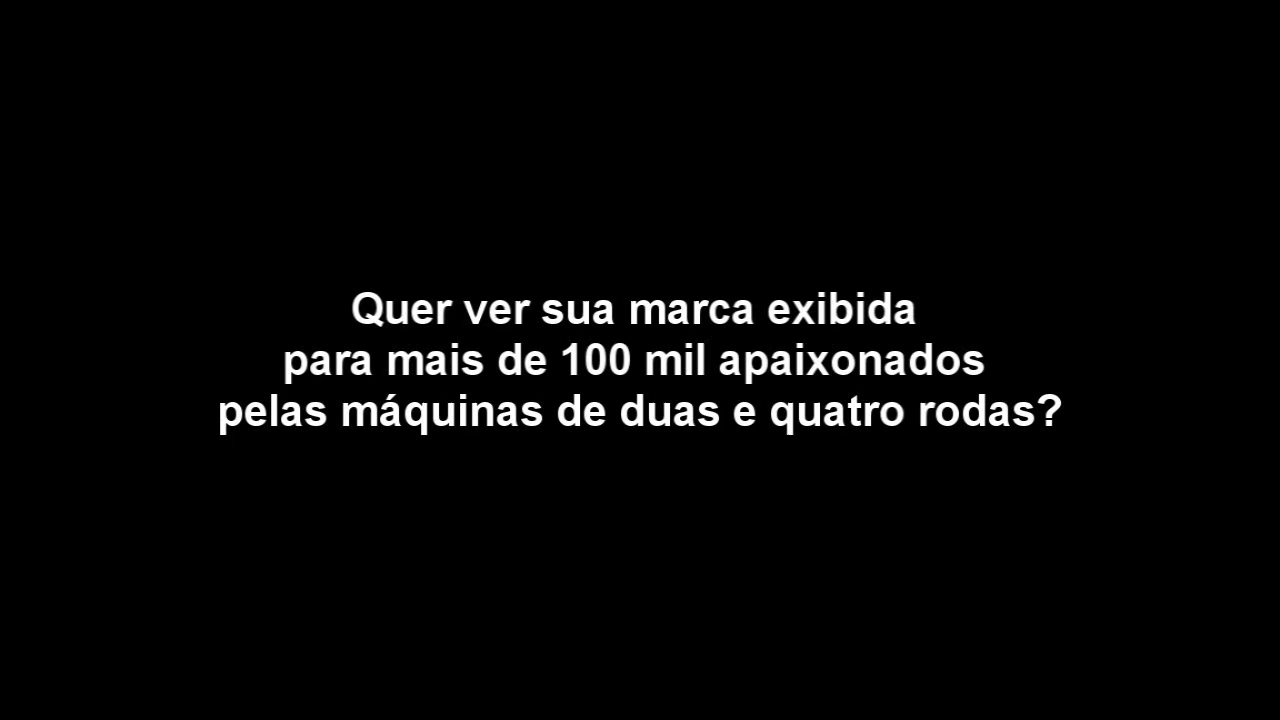 Quer ver sua marca exibida
para mais de 100 mil apaixonados
pelas máquinas de duas e quatro rodas?